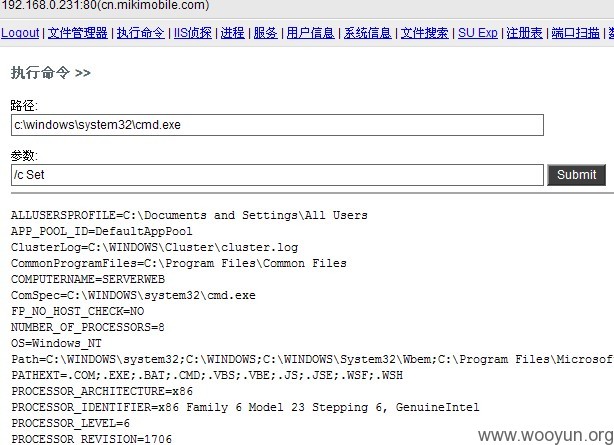 192.168.0.231:80(cn.mikimobile.com)
Logout | 文件管理器 | 执行命令 | IIS侦探 | 进程 | 服务 | 用户信息 | 系统信息 | 文件搜索 | SU Exp | 注册表 | 端口扫描 |
执行命令 >>
路径:
c:\windows\system32\cmd.exe
参数:
/c Set Submit
ALLUSERSPROFILE=C:\Documents and Settings\All Users
APP_POOL_ID=DefaultAppPool
ClusterLog=C:\WINDOWS\Cluster\cluster.log
CommonProgramFiles=C:\Program Files\Common Files
COMPUTERNAME=SERVERWEB
ComSpec=C:\WINDOWS\system32\cmd.exe
FP_NO_HOST_CHECK=NO
NUMBER_OF_PROCESSORS=8
OS=Windows_NT
Path=C:\WINDOWS\system32;C:\WINDOWS;C:\WINDOWS\System32\Wbem;C:\Program Files\Microsof
PATHEXT=.COM;.EXE;.BAT;.CMD;.VBS;.VBE;.JS;.JSE;.WSF;.WSH
PROCESSOR_ARCHITECTURE=x86
PROCESSOR_IDENTIFIER=x86 Family 6 Model 23 Stepping 6, GenuineIntel
PROCESSOR_LEVEL=6
PROCESSOR_REVISION=1706
www.wooyun.org